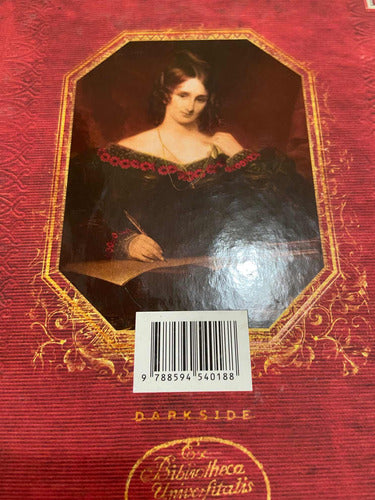 9 788594 540188
DARKSIDE
Ex
Bibliotheca
Universitatis